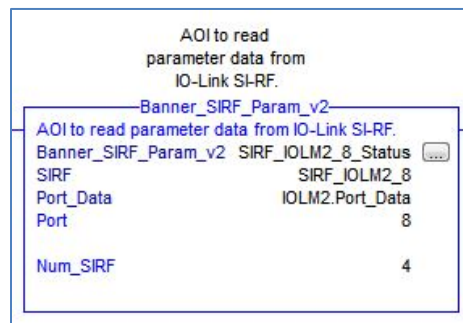 AOI to read
parameter data from
IO-Link SI-RF.
Banner_SIRF_Param_v2
AOI to read parameter data from IO-Link SI-RF.
Banner_SIRF_Param_v2 SIRF_IOLM2_8_Status ...
SIRF SIRF_IOLM2_8
Port_Data IOLM2.Port_Data
Port 8
Num_SIRF 4